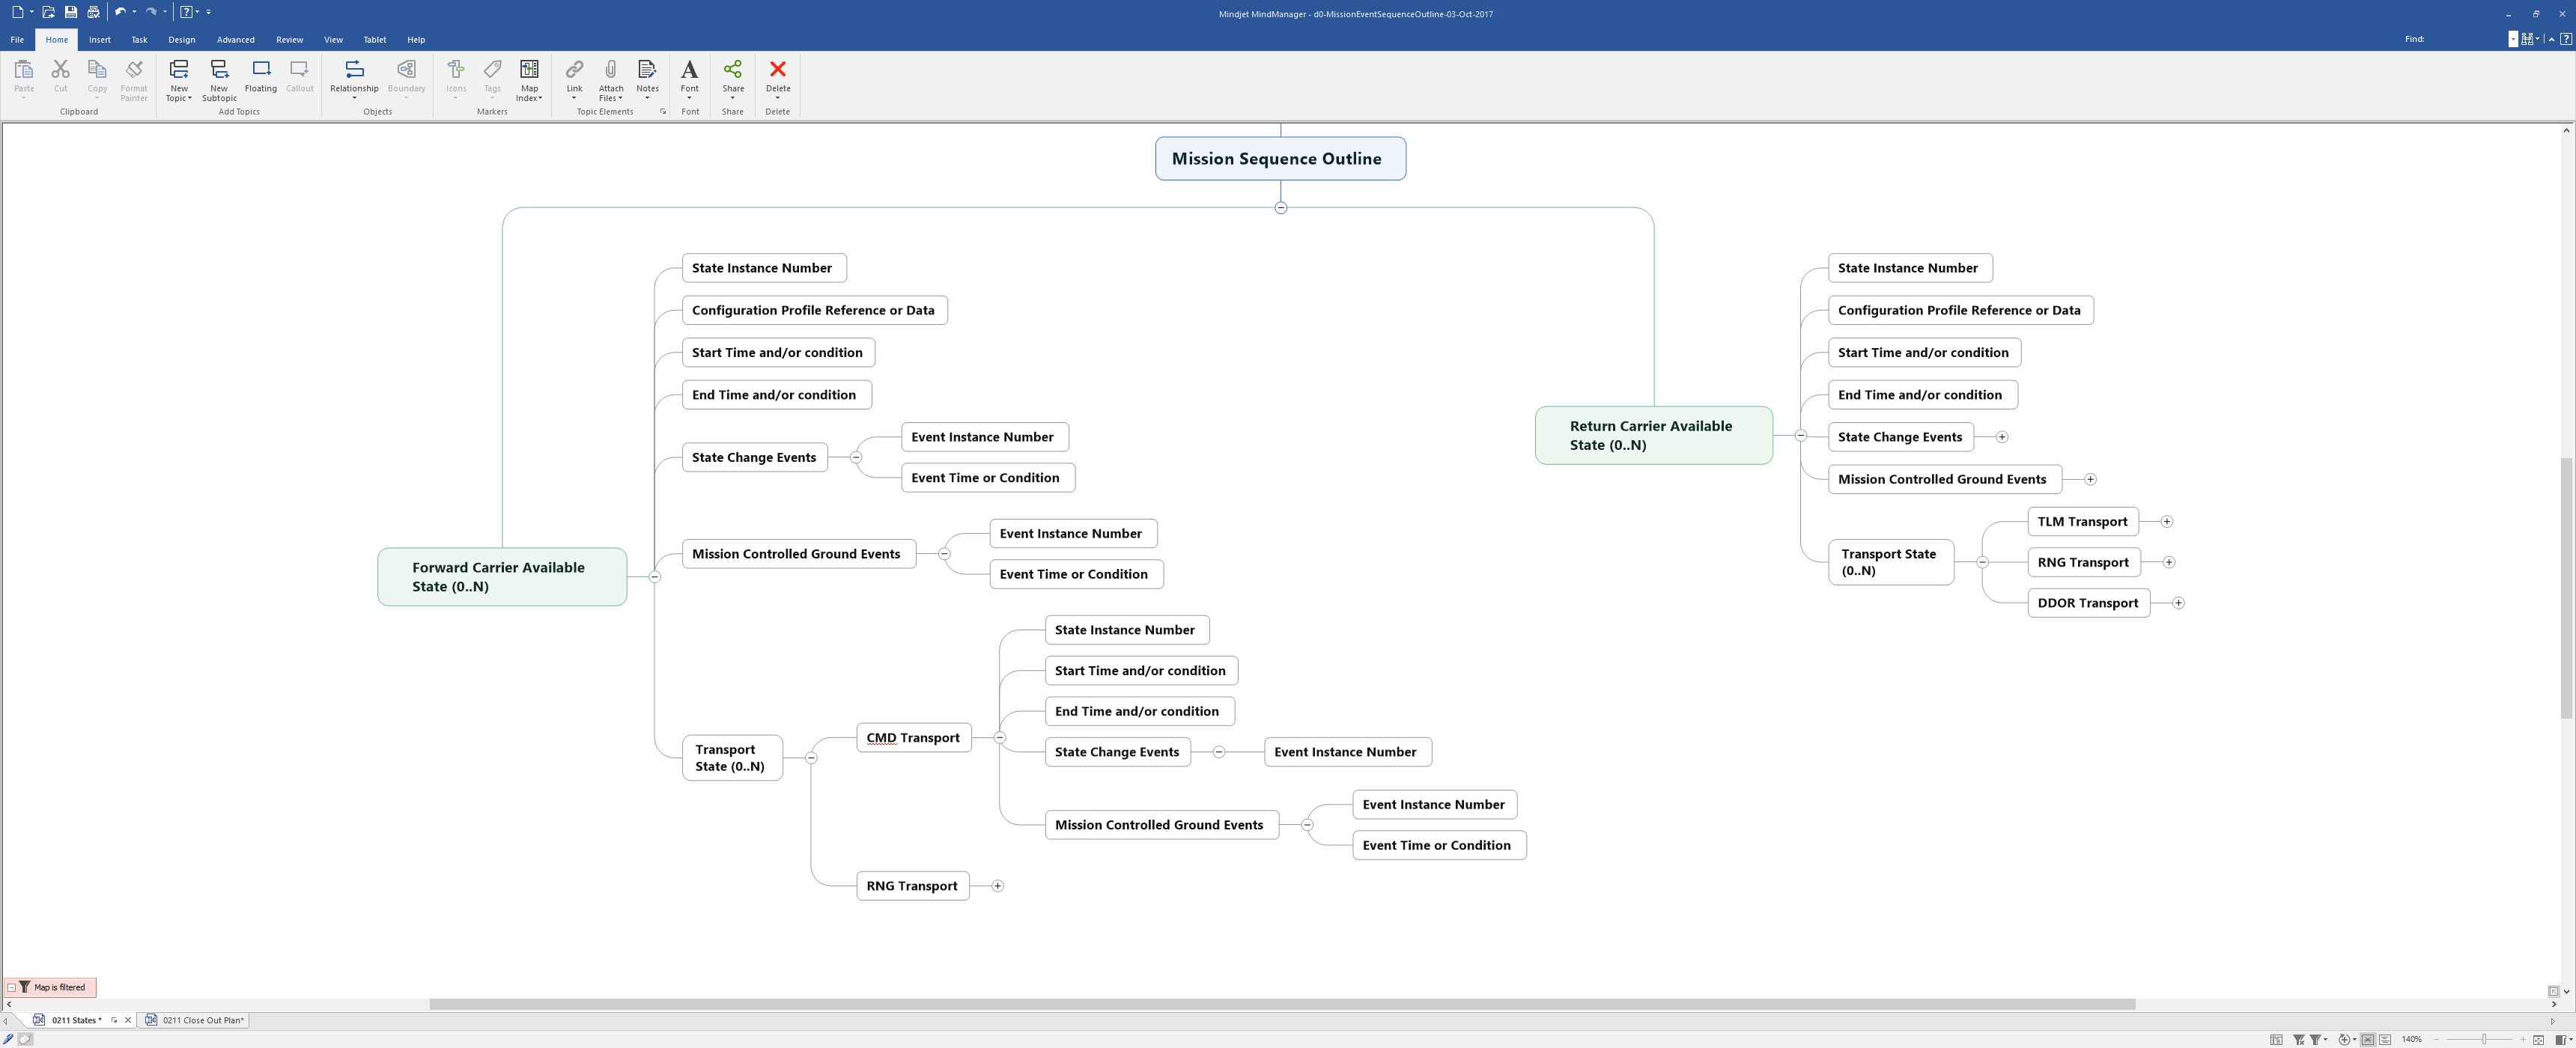 Mindjet MindManager - d0-MissionEventSequenceOutline-03-Oct-2017
File Home Insert Task Design Advanced Review View Tablet Help
Find:
Paste
Cut
Copy
Format Painter
New Topic
New Subtopic
Floating
Callout
Relationship
Boundary
Icons
Tags
Map Index
Link
Attach Files
Notes
Font
Share
Delete
Clipboard
Add Topics
Objects
Markers
Topic Elements
Font
Share
Delete
Mission Sequence Outline
Forward Carrier Available
State (0..N)
State Instance Number
Configuration Profile Reference or Data
Start Time and/or condition
End Time and/or condition
State Change Events
Event Instance Number
Event Time or Condition
Mission Controlled Ground Events
Event Instance Number
Event Time or Condition
Transport
State (0..N)
CMD Transport
State Instance Number
Start Time and/or condition
End Time and/or condition
State Change Events
Event Instance Number
Mission Controlled Ground Events
Event Instance Number
Event Time or Condition
RNG Transport
Return Carrier Available
State (0..N)
State Instance Number
Configuration Profile Reference or Data
Start Time and/or condition
End Time and/or condition
State Change Events
Mission Controlled Ground Events
Transport State
(0..N)
TLM Transport
RNG Transport
DDOR Transport
Map is filtered
0211 States *
0211 Close Out Plan*
140%